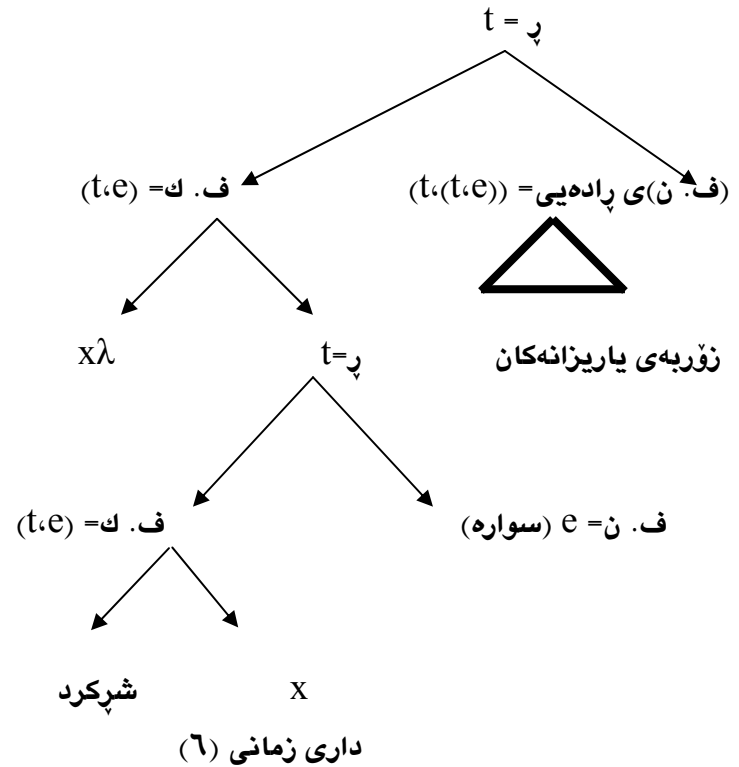 ڕ = t
(ف. ن)ی ڕادەیی= ((t،(t،e
ف. ك= (t،e)
زۆربەی یاریزانەکان
ڕ=t
xλ
ف. ن= e (سوارە)
ف. ك= (t،e)
x
شڕکرد
داری زمانی (٦)